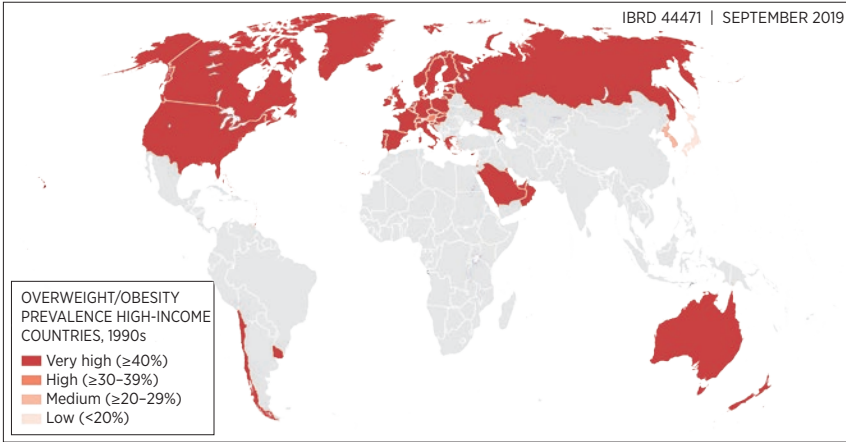 IBRD 44471 | SEPTEMBER 2019
OVERWEIGHT/OBESITY
PREVALENCE HIGH-INCOME
COUNTRIES, 1990s
Very high (≥40%)
High (≥30–39%)
Medium (≥20–29%)
Low (<20%)